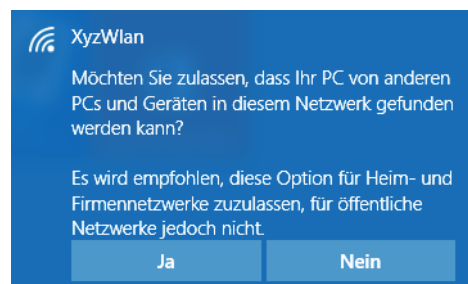 XyzWlan
Möchten Sie zulassen, dass Ihr PC von anderen
PCs und Geräten in diesem Netzwerk gefunden
werden kann?
Es wird empfohlen, diese Option für Heim- und
Firmennetzwerke zuzulassen, für öffentliche
Netzwerke jedoch nicht.
Ja
Nein